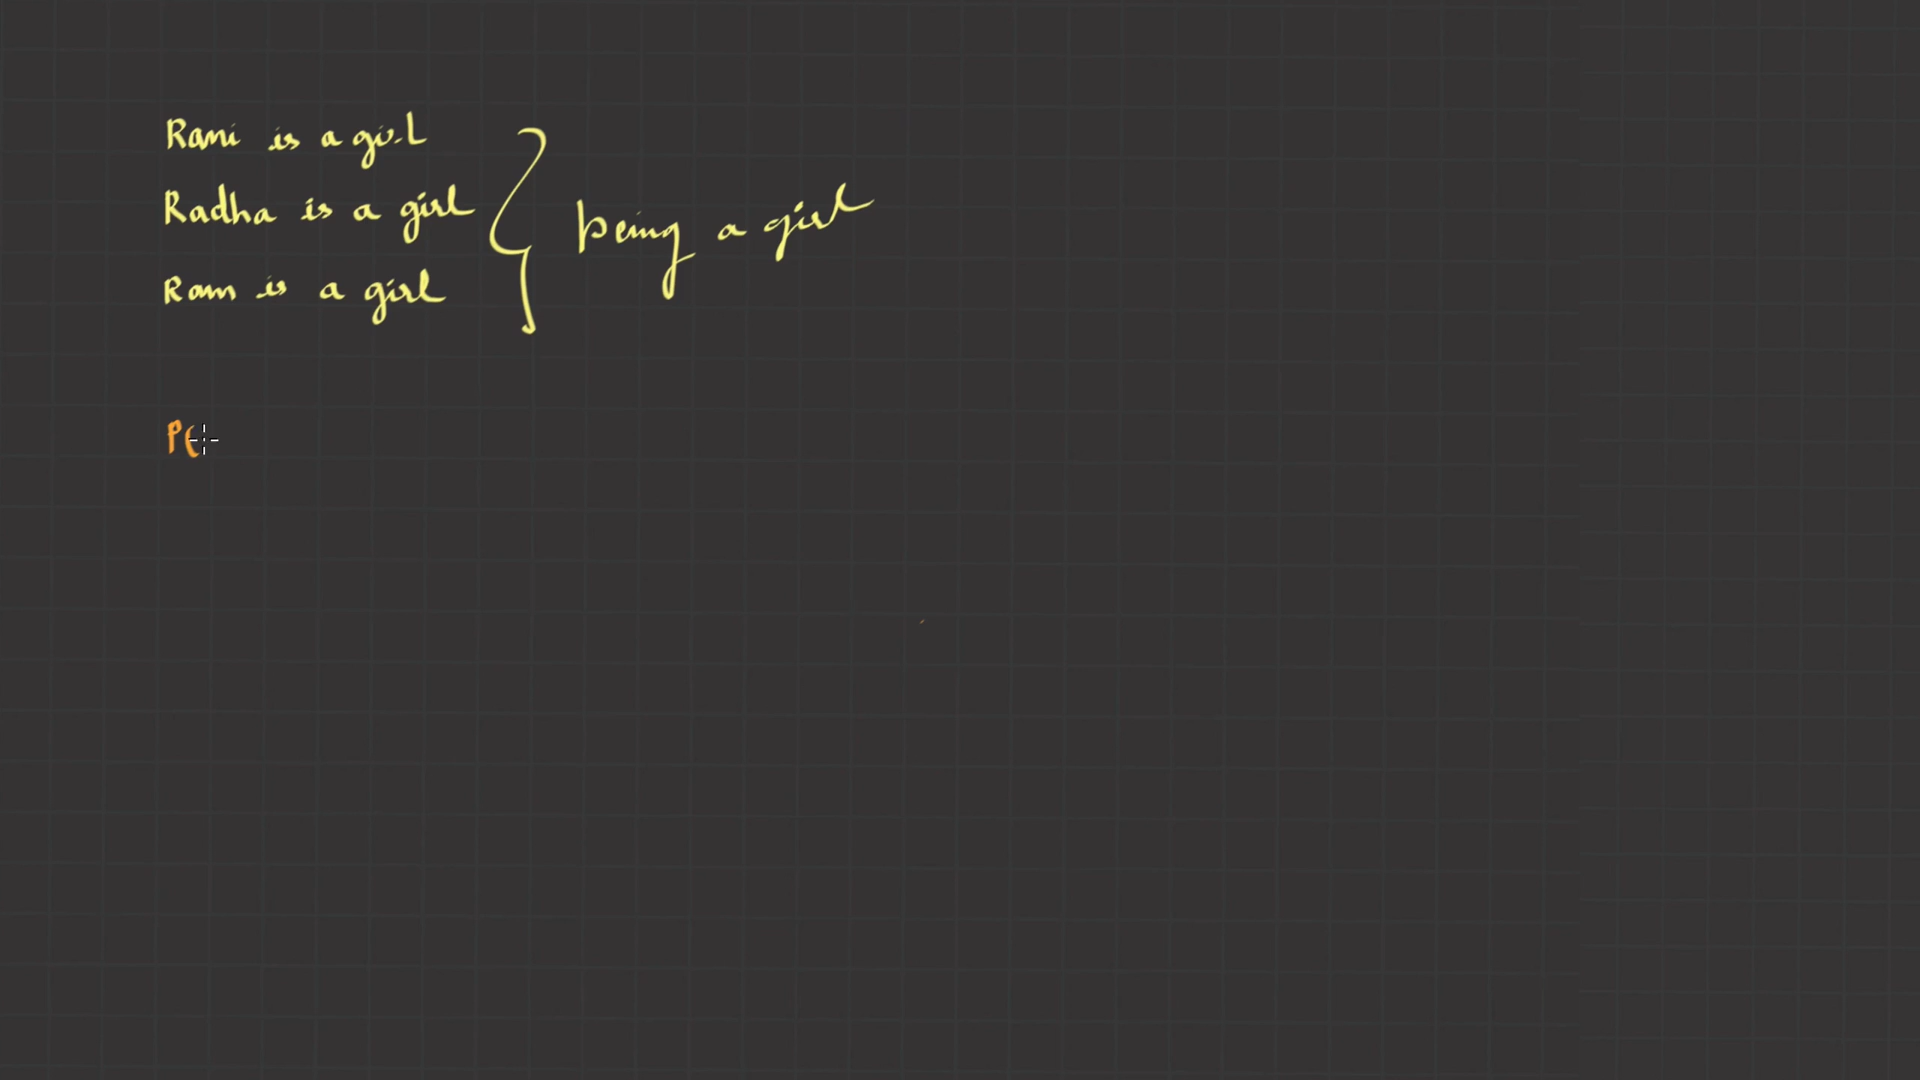 Rani is a girl
Radha is a girl
Ram is a girl
being a girl
P(